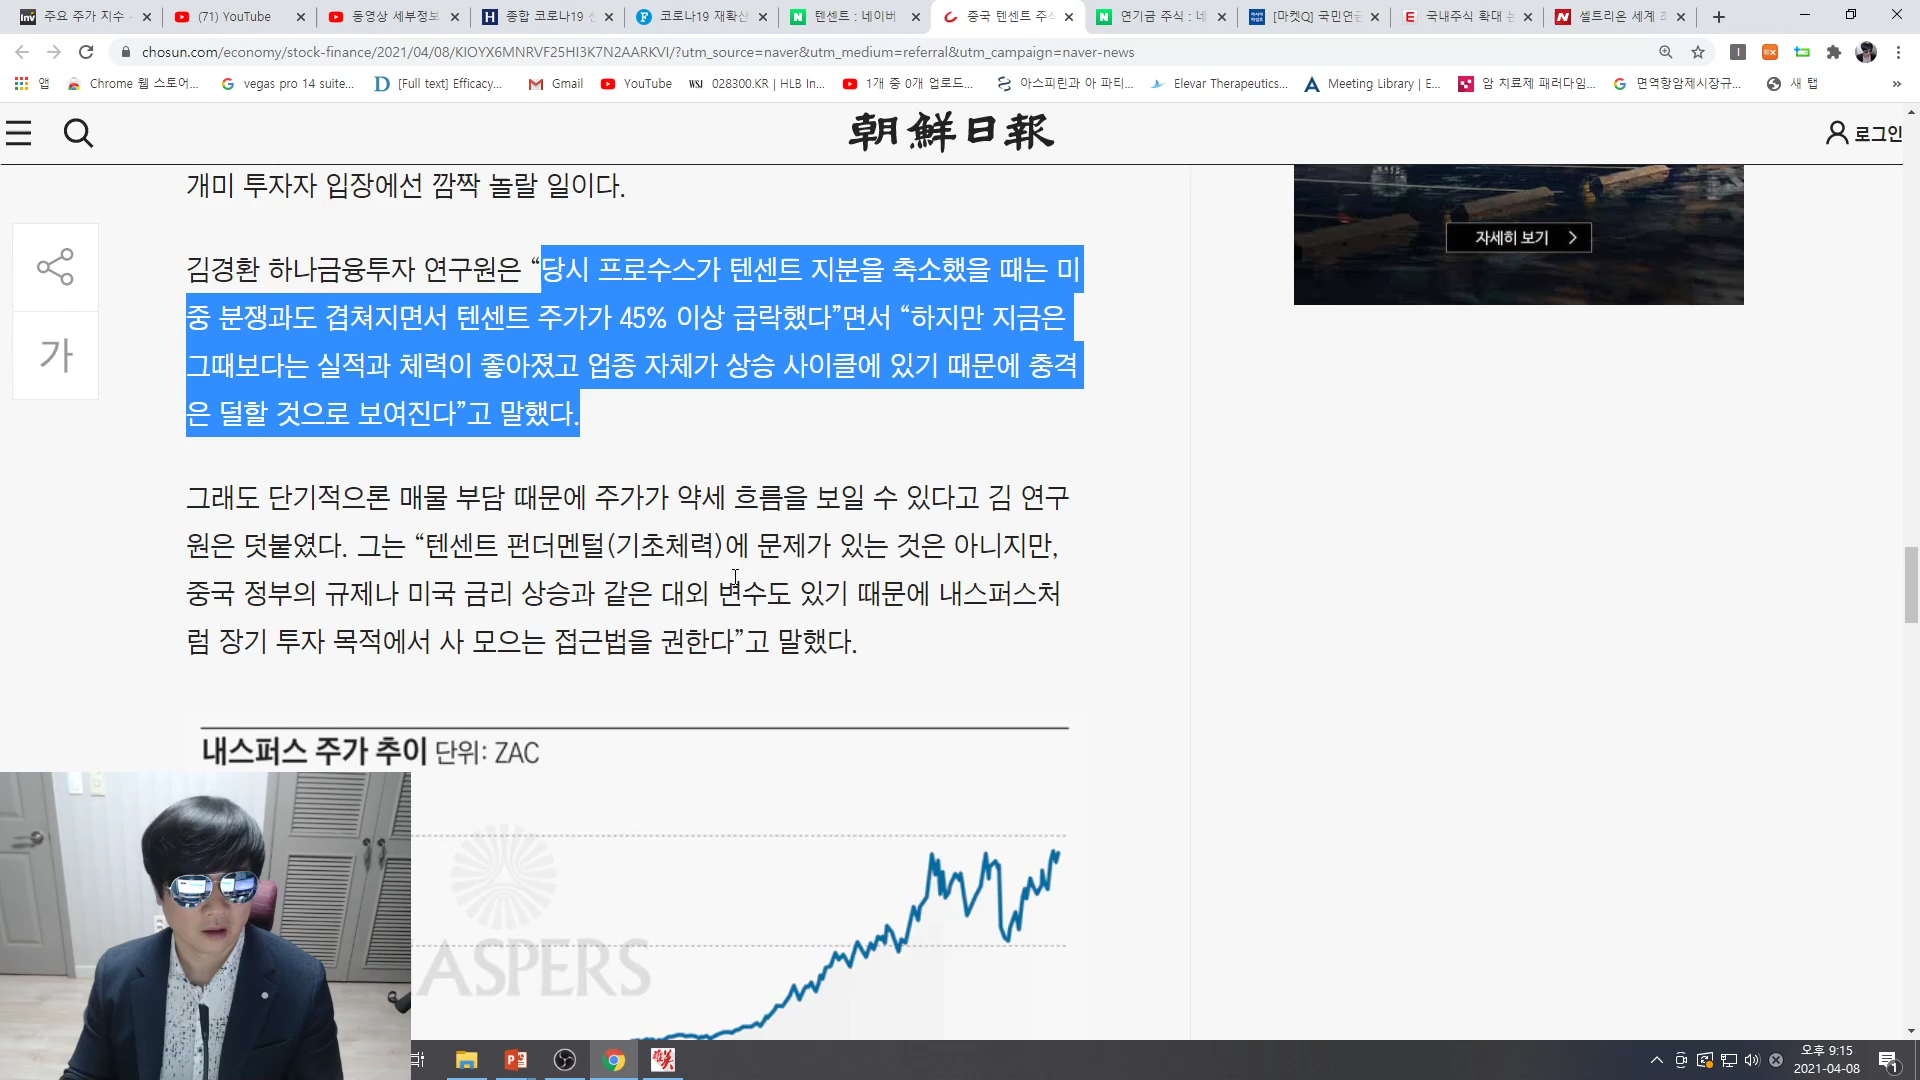 주요 주가 지수 -
(71) YouTube
동영상 세부정보
종합 코로나19
코로나19 재확산
텐센트 : 네이버
중국 텐센트 주식
연기금 주식 : 네
[마켓Q] 국민연금
국내주식 확대
셀트리온 세계
chosun.com/economy/stock-finance/2021/04/08/KIOYX6MNRVF25HI3K7N2AARKVI/?utm_source=naver&utm_medium=referral&utm_campaign=naver-news
앱
Chrome 웹 스토어...
vegas pro 14 suite...
[Full text] Efficacy...
Gmail
YouTube
WSJ 028300.KR | HLB In...
1개 중 0개 업로드...
아스피린과 아 파티...
Elevar Therapeutics...
Meeting Library | E...
암 치료제 패러다임...
면역항암제시장규...
새 탭
朝鮮日報
로그인
개미 투자자 입장에선 깜짝 놀랄 일이다.
김경환 하나금융투자 연구원은 “당시 프로수스가 텐센트 지분을 축소했을 때는 미
중 분쟁과도 겹쳐지면서 텐센트 주가가 45% 이상 급락했다”면서 “하지만 지금은
그때보다는 실적과 체력이 좋아졌고 업종 자체가 상승 사이클에 있기 때문에 충격
은 덜할 것으로 보여진다”고 말했다.
그래도 단기적으론 매물 부담 때문에 주가가 약세 흐름을 보일 수 있다고 김 연구
원은 덧붙였다. 그는 “텐센트 펀더멘털(기초체력)에 문제가 있는 것은 아니지만,
중국 정부의 규제나 미국 금리 상승과 같은 대외 변수도 있기 때문에 내스퍼스처
럼 장기 투자 목적에서 사 모으는 접근법을 권한다”고 말했다.
가
자세히 보기
내스퍼스 주가 추이 단위: ZAC
ASPERS
오후 9:15
2021-04-08
1